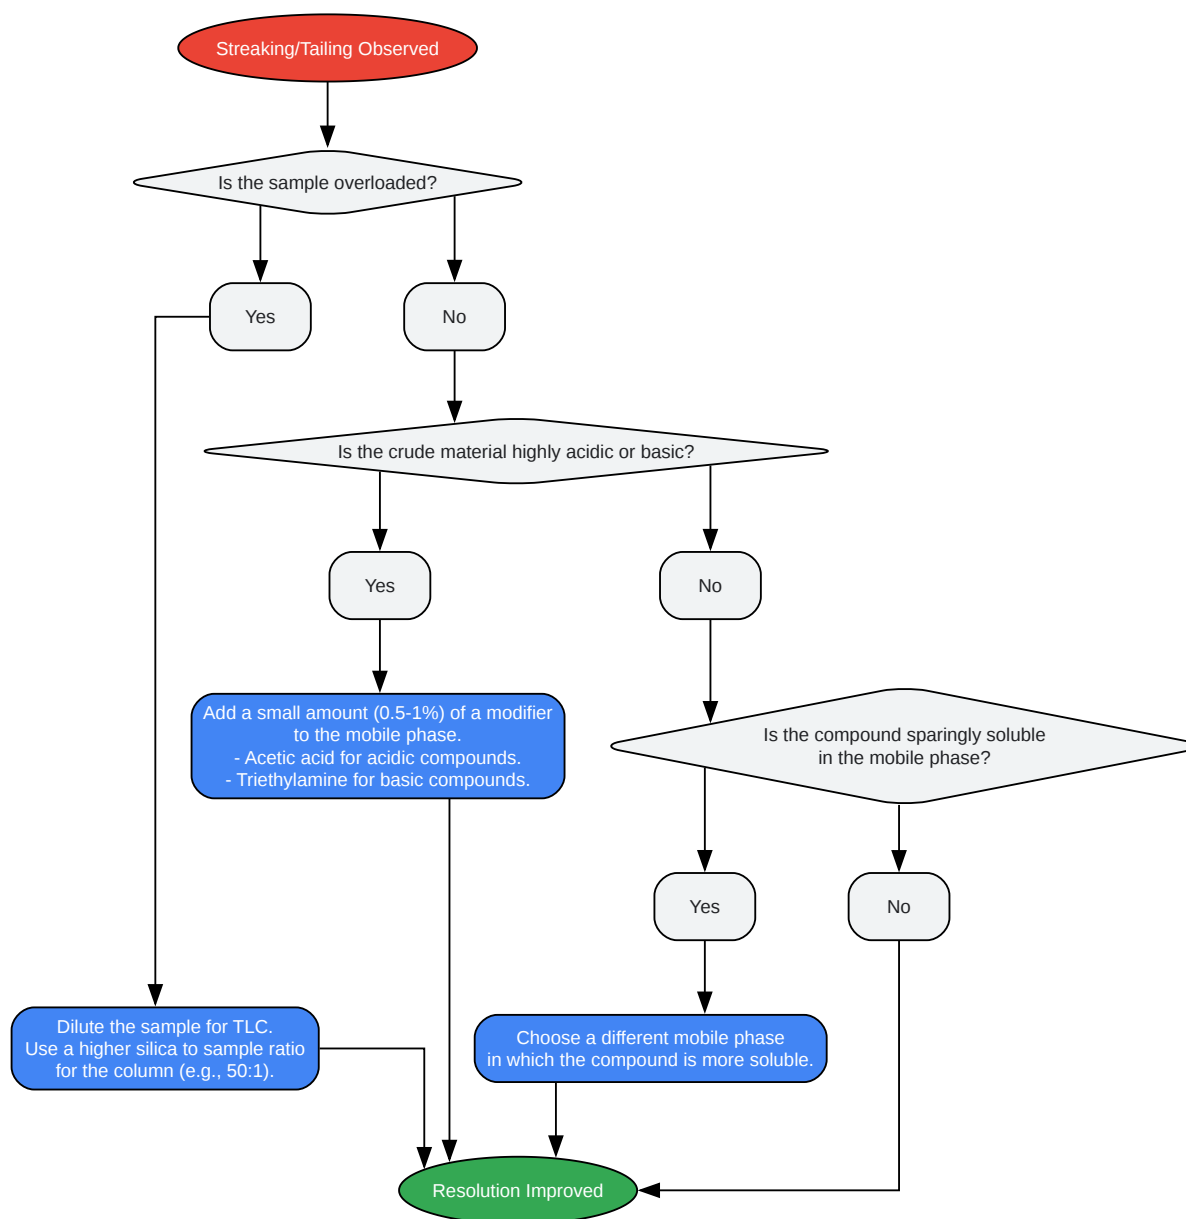 Streaking/Tailing Observed
Is the sample overloaded?
Yes
No
Is the crude material highly acidic or basic?
Yes
No
Add a small amount (0.5-1%) of a modifier
to the mobile phase.
- Acetic acid for acidic compounds.
- Triethylamine for basic compounds.
Is the compound sparingly soluble
in the mobile phase?
Yes
No
Dilute the sample for TLC.
Use a higher silica to sample ratio
for the column (e.g., 50:1).
Choose a different mobile phase
in which the compound is more soluble.
Resolution Improved